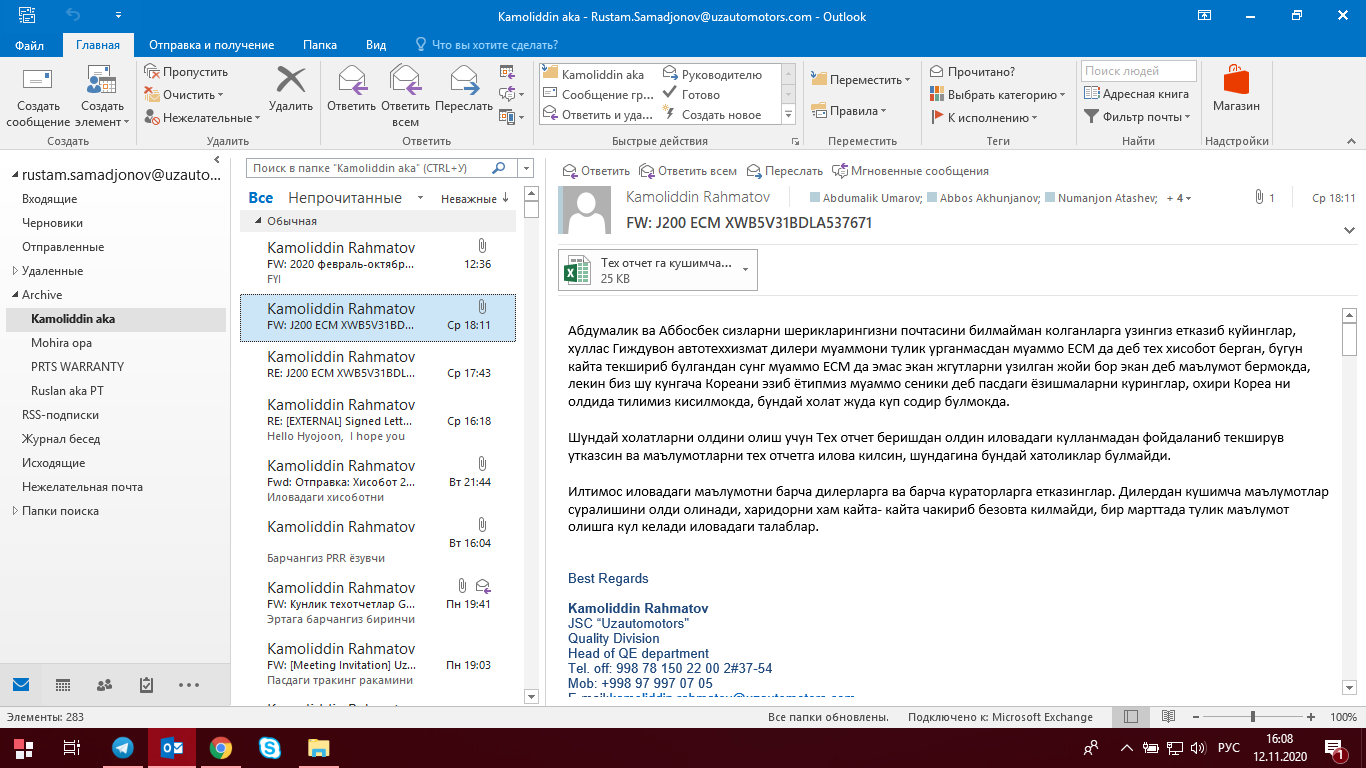 Kamoliddin aka - Rustam.Samadjonov@uzautomotors.com - Outlook
Файл
Главная
Отправка и получение
Папка
Вид
Что вы хотите сделать?
Создать сообщение
Создать элемент
Создать
Пропустить
Очистить
Нежелательные
Удалить
Удалить
Ответить
Ответить всем
Переслать
Ответить
Kamoliddin aka
Сообщение гр...
Ответить и уда...
Руководителю
Готово
Создать новое
Быстрые действия
Переместить
Правила
Переместить
Прочитано?
Выбрать категорию
К исполнению
Теги
Поиск людей
Адресная книга
Фильтр почты
Найти
Магазин
Надстройки
rustam.samadjonov@uzauto...
Входящие
Черновики
Отправленные
Удаленные
Archive
Kamoliddin aka
Mohira opa
PRTS WARRANTY
Ruslan aka PT
RSS-подписки
Журнал бесед
Исходящие
Нежелательная почта
Папки поиска
Поиск в папке "Kamoliddin aka" (CTRL+У)
Все Непрочитанные
Неважные
Обычная
Kamoliddin Rahmatov
FW: 2020 февраль-октябр... 12:36
FYI
Kamoliddin Rahmatov
FW: J200 ECM XWB5V31BD... Ср 18:11
Kamoliddin Rahmatov
RE: J200 ECM XWB5V31BDL... Ср 17:43
Kamoliddin Rahmatov
RE: [EXTERNAL] Signed Lett... Ср 16:18
Hello Hyojoon, I hope you
Kamoliddin Rahmatov
Fwd: Отправка: Хисобот 2... Вт 21:44
Иловадаги хисоботни
Kamoliddin Rahmatov
Вт 16:04
Барчангиз PRR ёзувчи
Kamoliddin Rahmatov
FW: Кунлик техотчетлар G... Пн 19:41
Эртага барчангиз биринчи
Kamoliddin Rahmatov
FW: [Meeting Invitation] Uz... Пн 19:03
Пасдаги тракинг ракамини
Ответить Ответить всем Переслать Мгновенные сообщения
Kamoliddin Rahmatov
Abdumalik Umarov; Abbos Akhunjanov; Numanjon Atashev; + 4
1
Ср 18:11
FW: J200 ECM XWB5V31BDLA537671
Тех отчет га кушимча...
25 KB
Абдумалик ва Аббосбек сизларни шерикларингизни почтасини билмайман колганларга узингиз етказиб куйинглар,
хуллас Гиждувон автотеххизмат дилери муаммони тулик урганмасдан муаммо ЕСМ да деб тех хисобот берган, бугун
кайта текшириб булгандан сунг муаммо ЕСМ да эмас экан жгутларни узилган жойи бор экан деб маълумот бермокда,
лекин биз шу кунгача Кореани эзиб ётипмиз муаммо сеники деб пасдаги ёзишмаларни куринглар, охири Корea ни
олдида тилимиз кисилмокда, бундай холат жуда куп содир булмокда.
Шундай холатларни олдини олиш учун Тех отчет беришдан олдин иловадаги кулланмадан фойдаланиб текширув
утказсин ва маълумотларни тех отчетга илова килсин, шундагина бундай хатоликлар булмайди.
Илтимос иловадаги маълумотни барча дилерларга ва барча кураторларга етказинглар. Дилердан кушимча маълумотлар
суралишини олди олинади, харидорни хам кайта- кайта чакириб безовта килмайди, бир марттада тулик маълумот
олишга кул келади иловадаги талаблар.
Best Regards
Kamoliddin Rahmatov
JSC “Uzautomotors”
Quality Division
Head of QE department
Tel. off: 998 78 150 22 00 2#37-54
Mob: +998 97 997 07 05
Элементы: 283
Все папки обновлены.
Подключено к: Microsoft Exchange
100%
РУС
16:08
12.11.2020
1